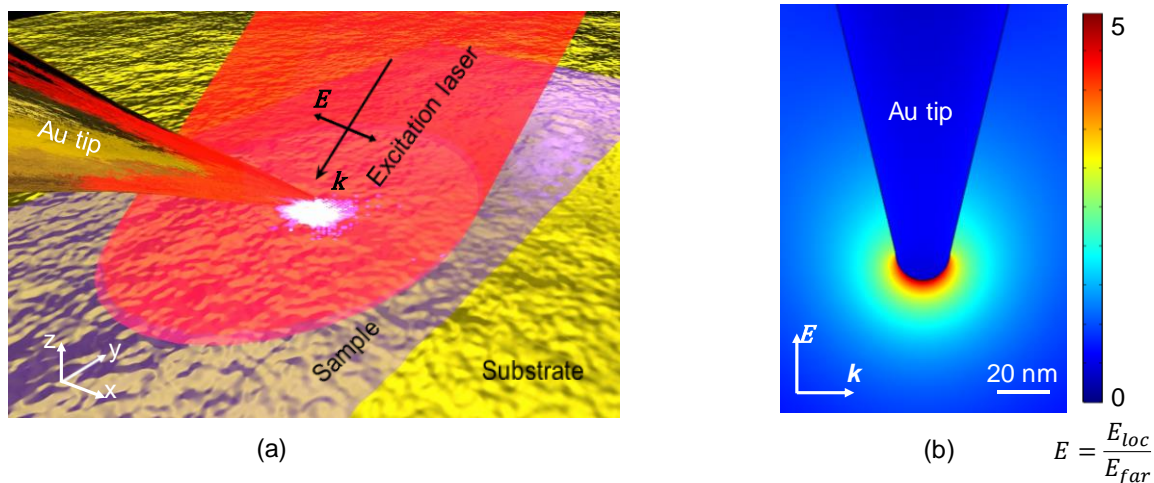 Au tip
E
k
Excitation laser
Sample
Substrate
z
y
x
(a)
Au tip
E
k
20 nm
5
0
(b)
E = E_loc / E_far